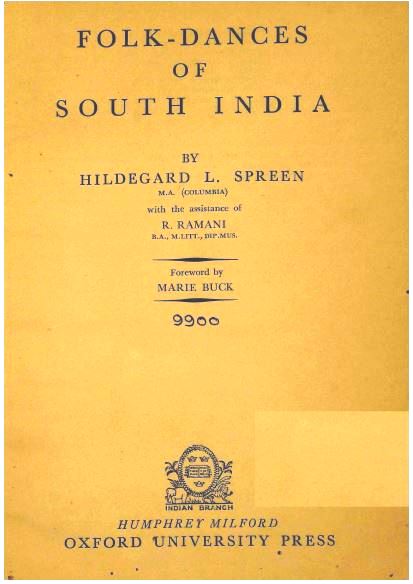 FOLK-DANCES
OF
SOUTH INDIA
BY
HILDEGARD L. SPREEN
M.A. (COLUMBIA)
with the assistance of
R. RAMANI
B.A., M.LITT., DIP.MUS.
Foreword by
MARIE BUCK
9900
INDIAN BRANCH
HUMPHREY MILFORD
OXFORD UNIVERSITY PRESS